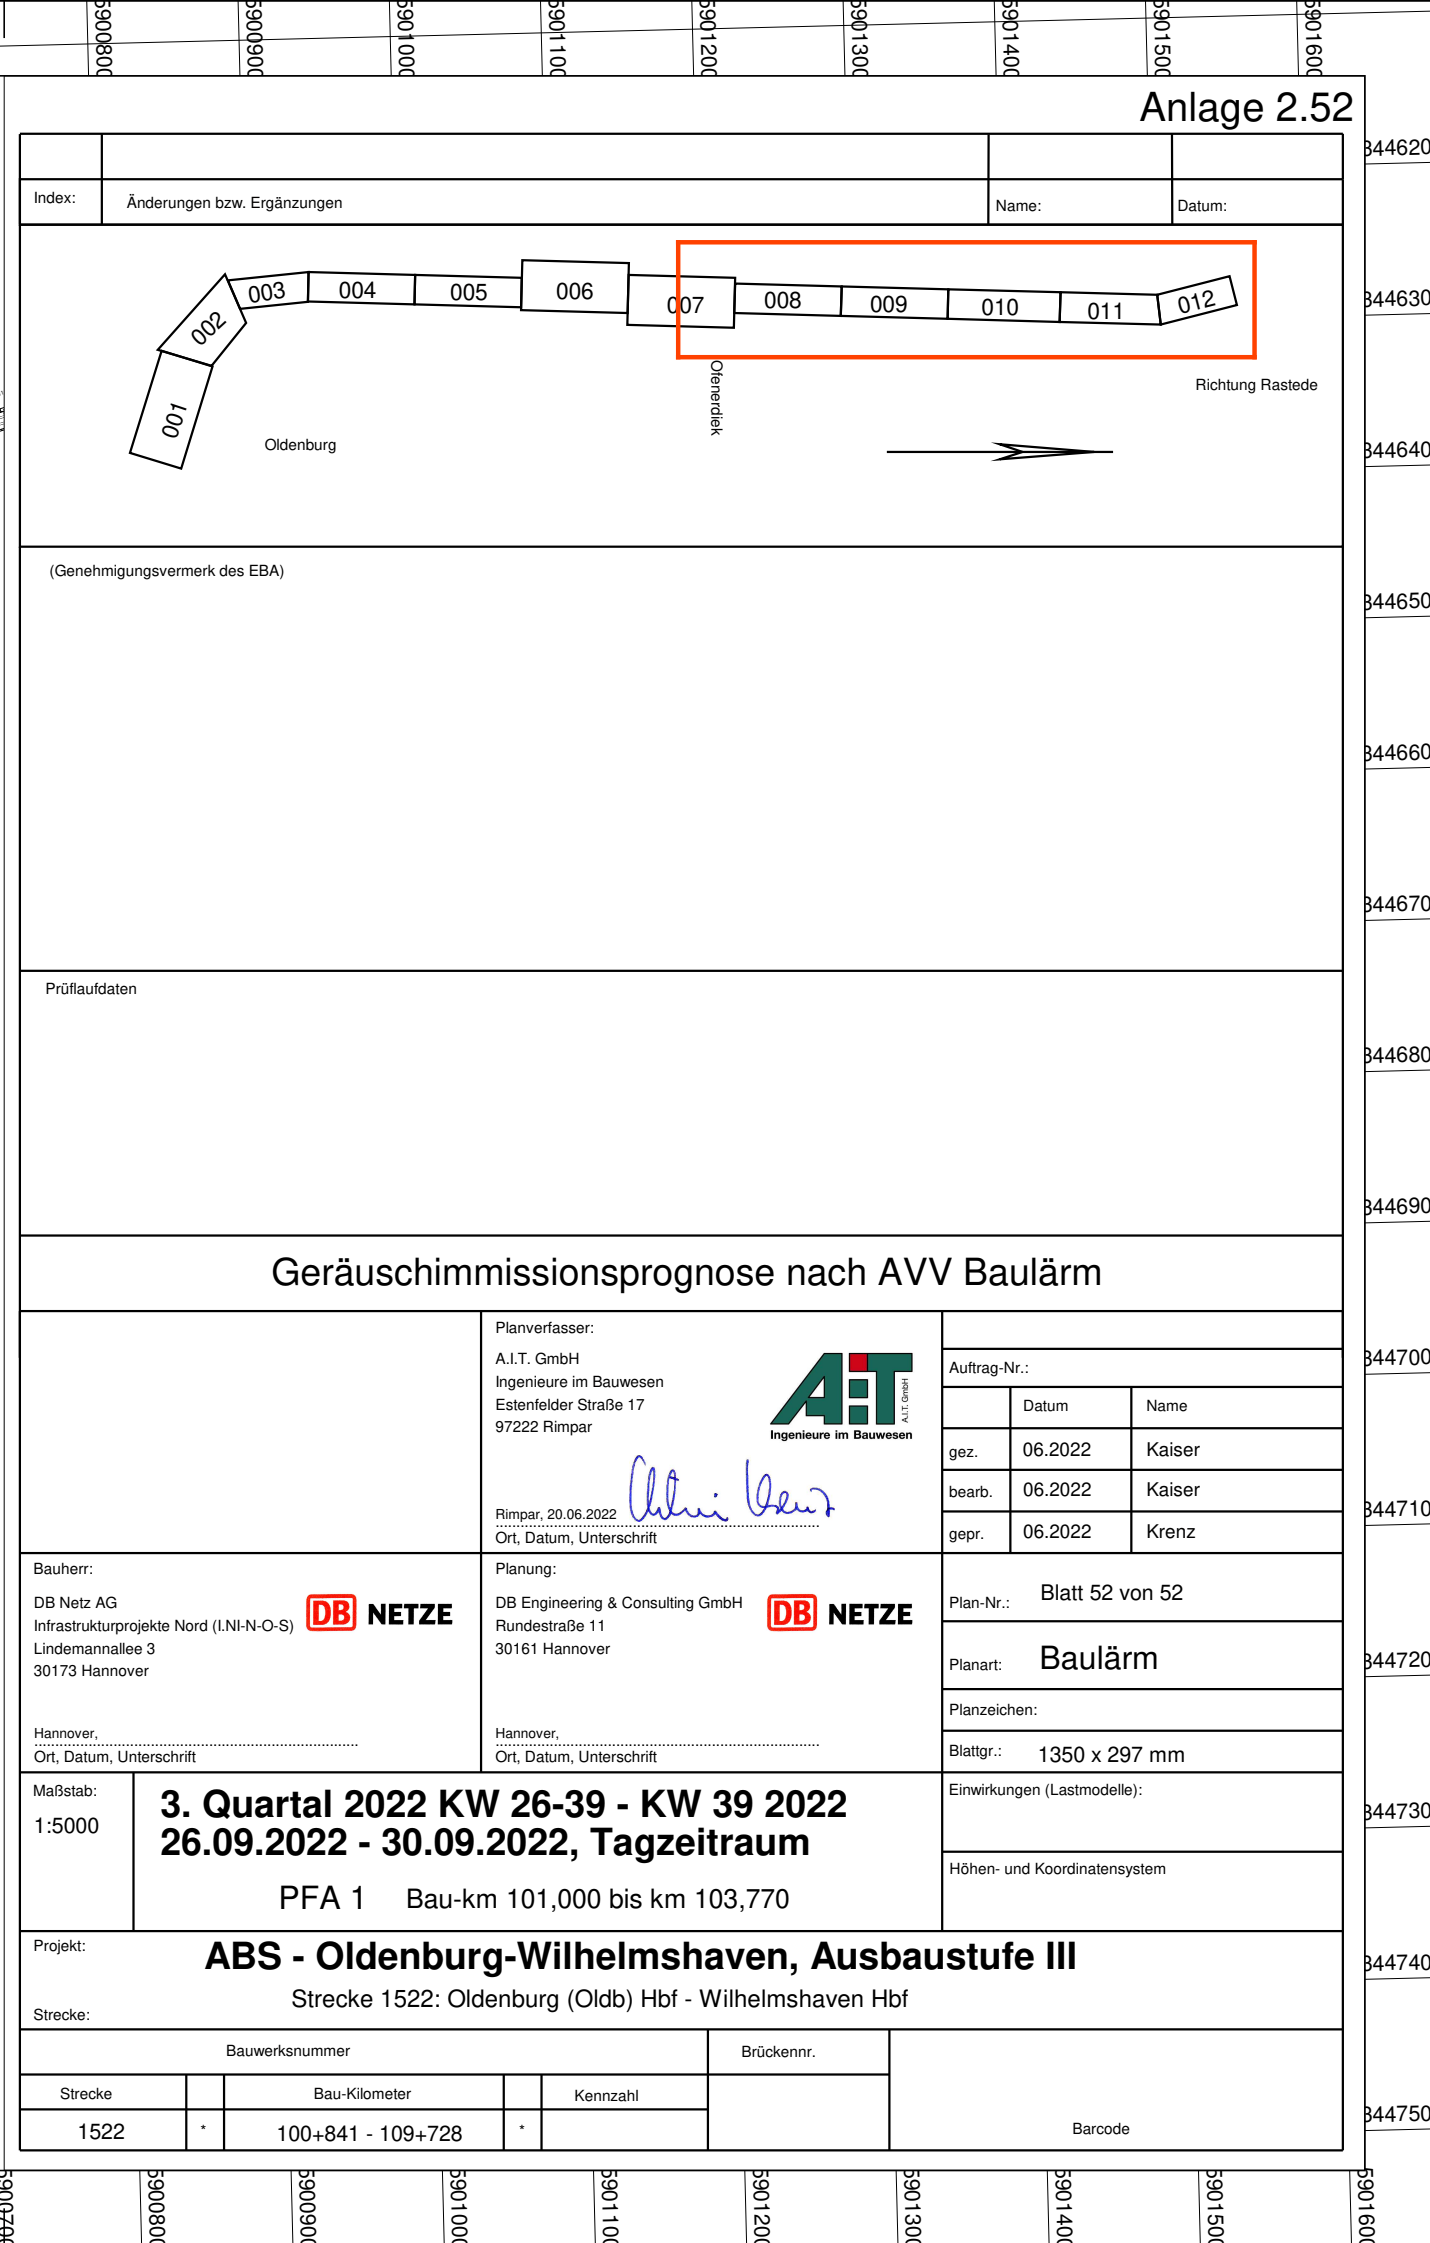 Anlage 2.52
Index:
Änderungen bzw. Ergänzungen
Name:
Datum:
001
002
003
004
005
006
007
008
009
010
011
012
Ofenerdiek
Richtung Rastede
Oldenburg
(Genehmigungsvermerk des EBA)
Prüflaufdaten
Geräuschimmissionsprognose nach AVV Baulärm
Planverfasser:
A.I.T. GmbH
Ingenieure im Bauwesen
Estenfelder Straße 17
97222 Rimpar
A.I.T. GmbH
Ingenieure im Bauwesen
Rimpar, 20.06.2022
Ort, Datum, Unterschrift
Auftrag-Nr.:
Datum Name
gez. 06.2022 Kaiser
bearb. 06.2022 Kaiser
gepr. 06.2022 Krenz
Bauherr:
DB Netz AG
Infrastrukturprojekte Nord (I.NI-N-O-S)
Lindemannallee 3
30173 Hannover
DB NETZE
Hannover,
Ort, Datum, Unterschrift
Planung:
DB Engineering & Consulting GmbH
Rundestraße 11
30161 Hannover
DB NETZE
Hannover,
Ort, Datum, Unterschrift
Plan-Nr.: Blatt 52 von 52
Planart: Baulärm
Planzeichen:
Blattgr.: 1350 x 297 mm
Maßstab:
1:5000
3. Quartal 2022 KW 26-39 - KW 39 2022
26.09.2022 - 30.09.2022, Tagzeitraum
PFA 1 Bau-km 101,000 bis km 103,770
Einwirkungen (Lastmodelle):
Höhen- und Koordinatensystem
Projekt:
ABS - Oldenburg-Wilhelmshaven, Ausbaustufe III
Strecke 1522: Oldenburg (Oldb) Hbf - Wilhelmshaven Hbf
Strecke:
Bauwerksnummer
Brückennr.
Strecke Bau-Kilometer Kennzahl
1522 * 100+841 - 109+728 *
Barcode